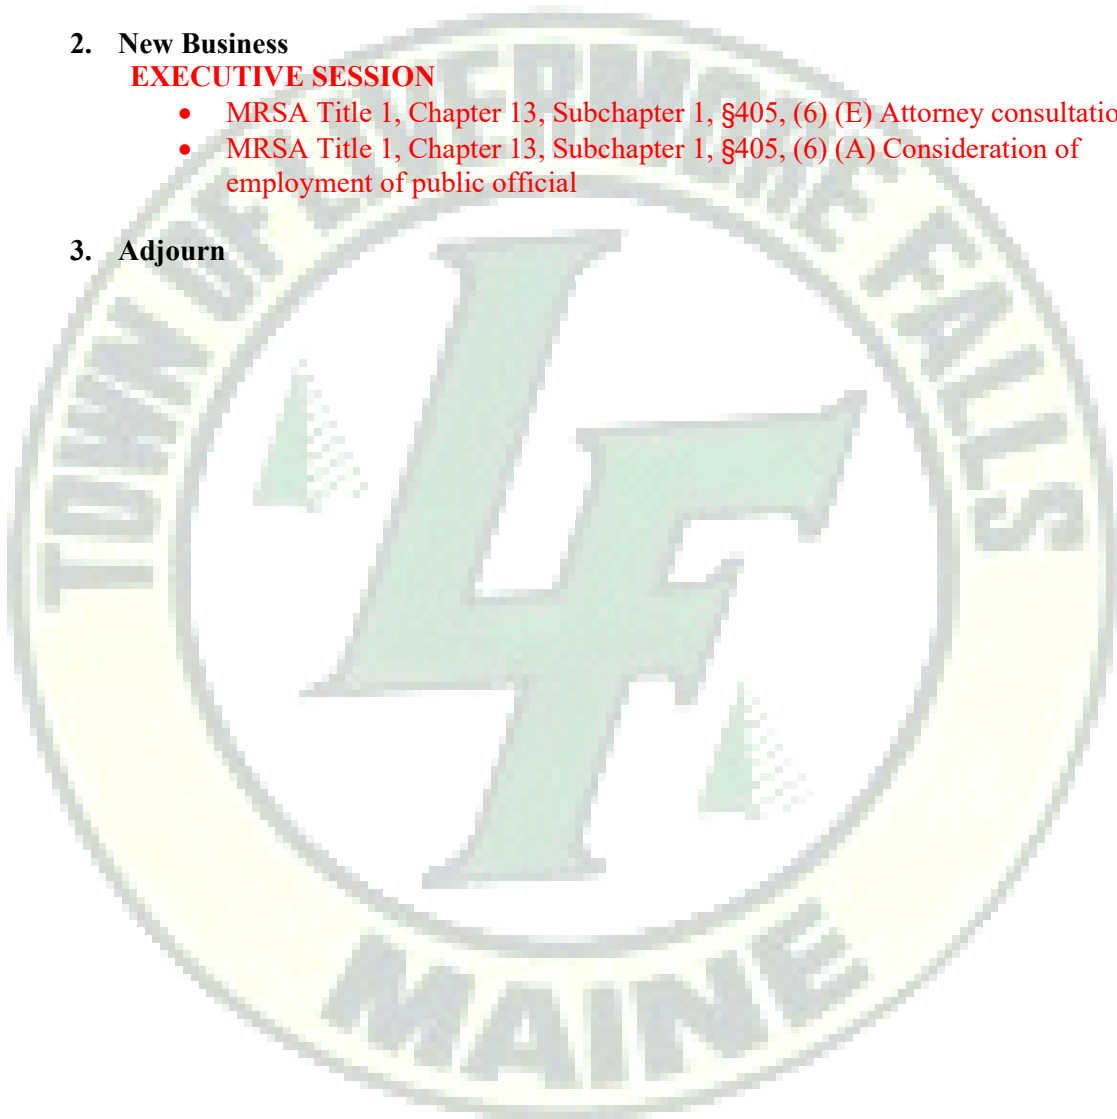 2. New Business
EXECUTIVE SESSION
• MRSA Title 1, Chapter 13, Subchapter 1, §405, (6) (E) Attorney consultatio
• MRSA Title 1, Chapter 13, Subchapter 1, §405, (6) (A) Consideration of
employment of public official
3. Adjourn
TOWN OF LIVERMORE FALLS
LF
MAINE